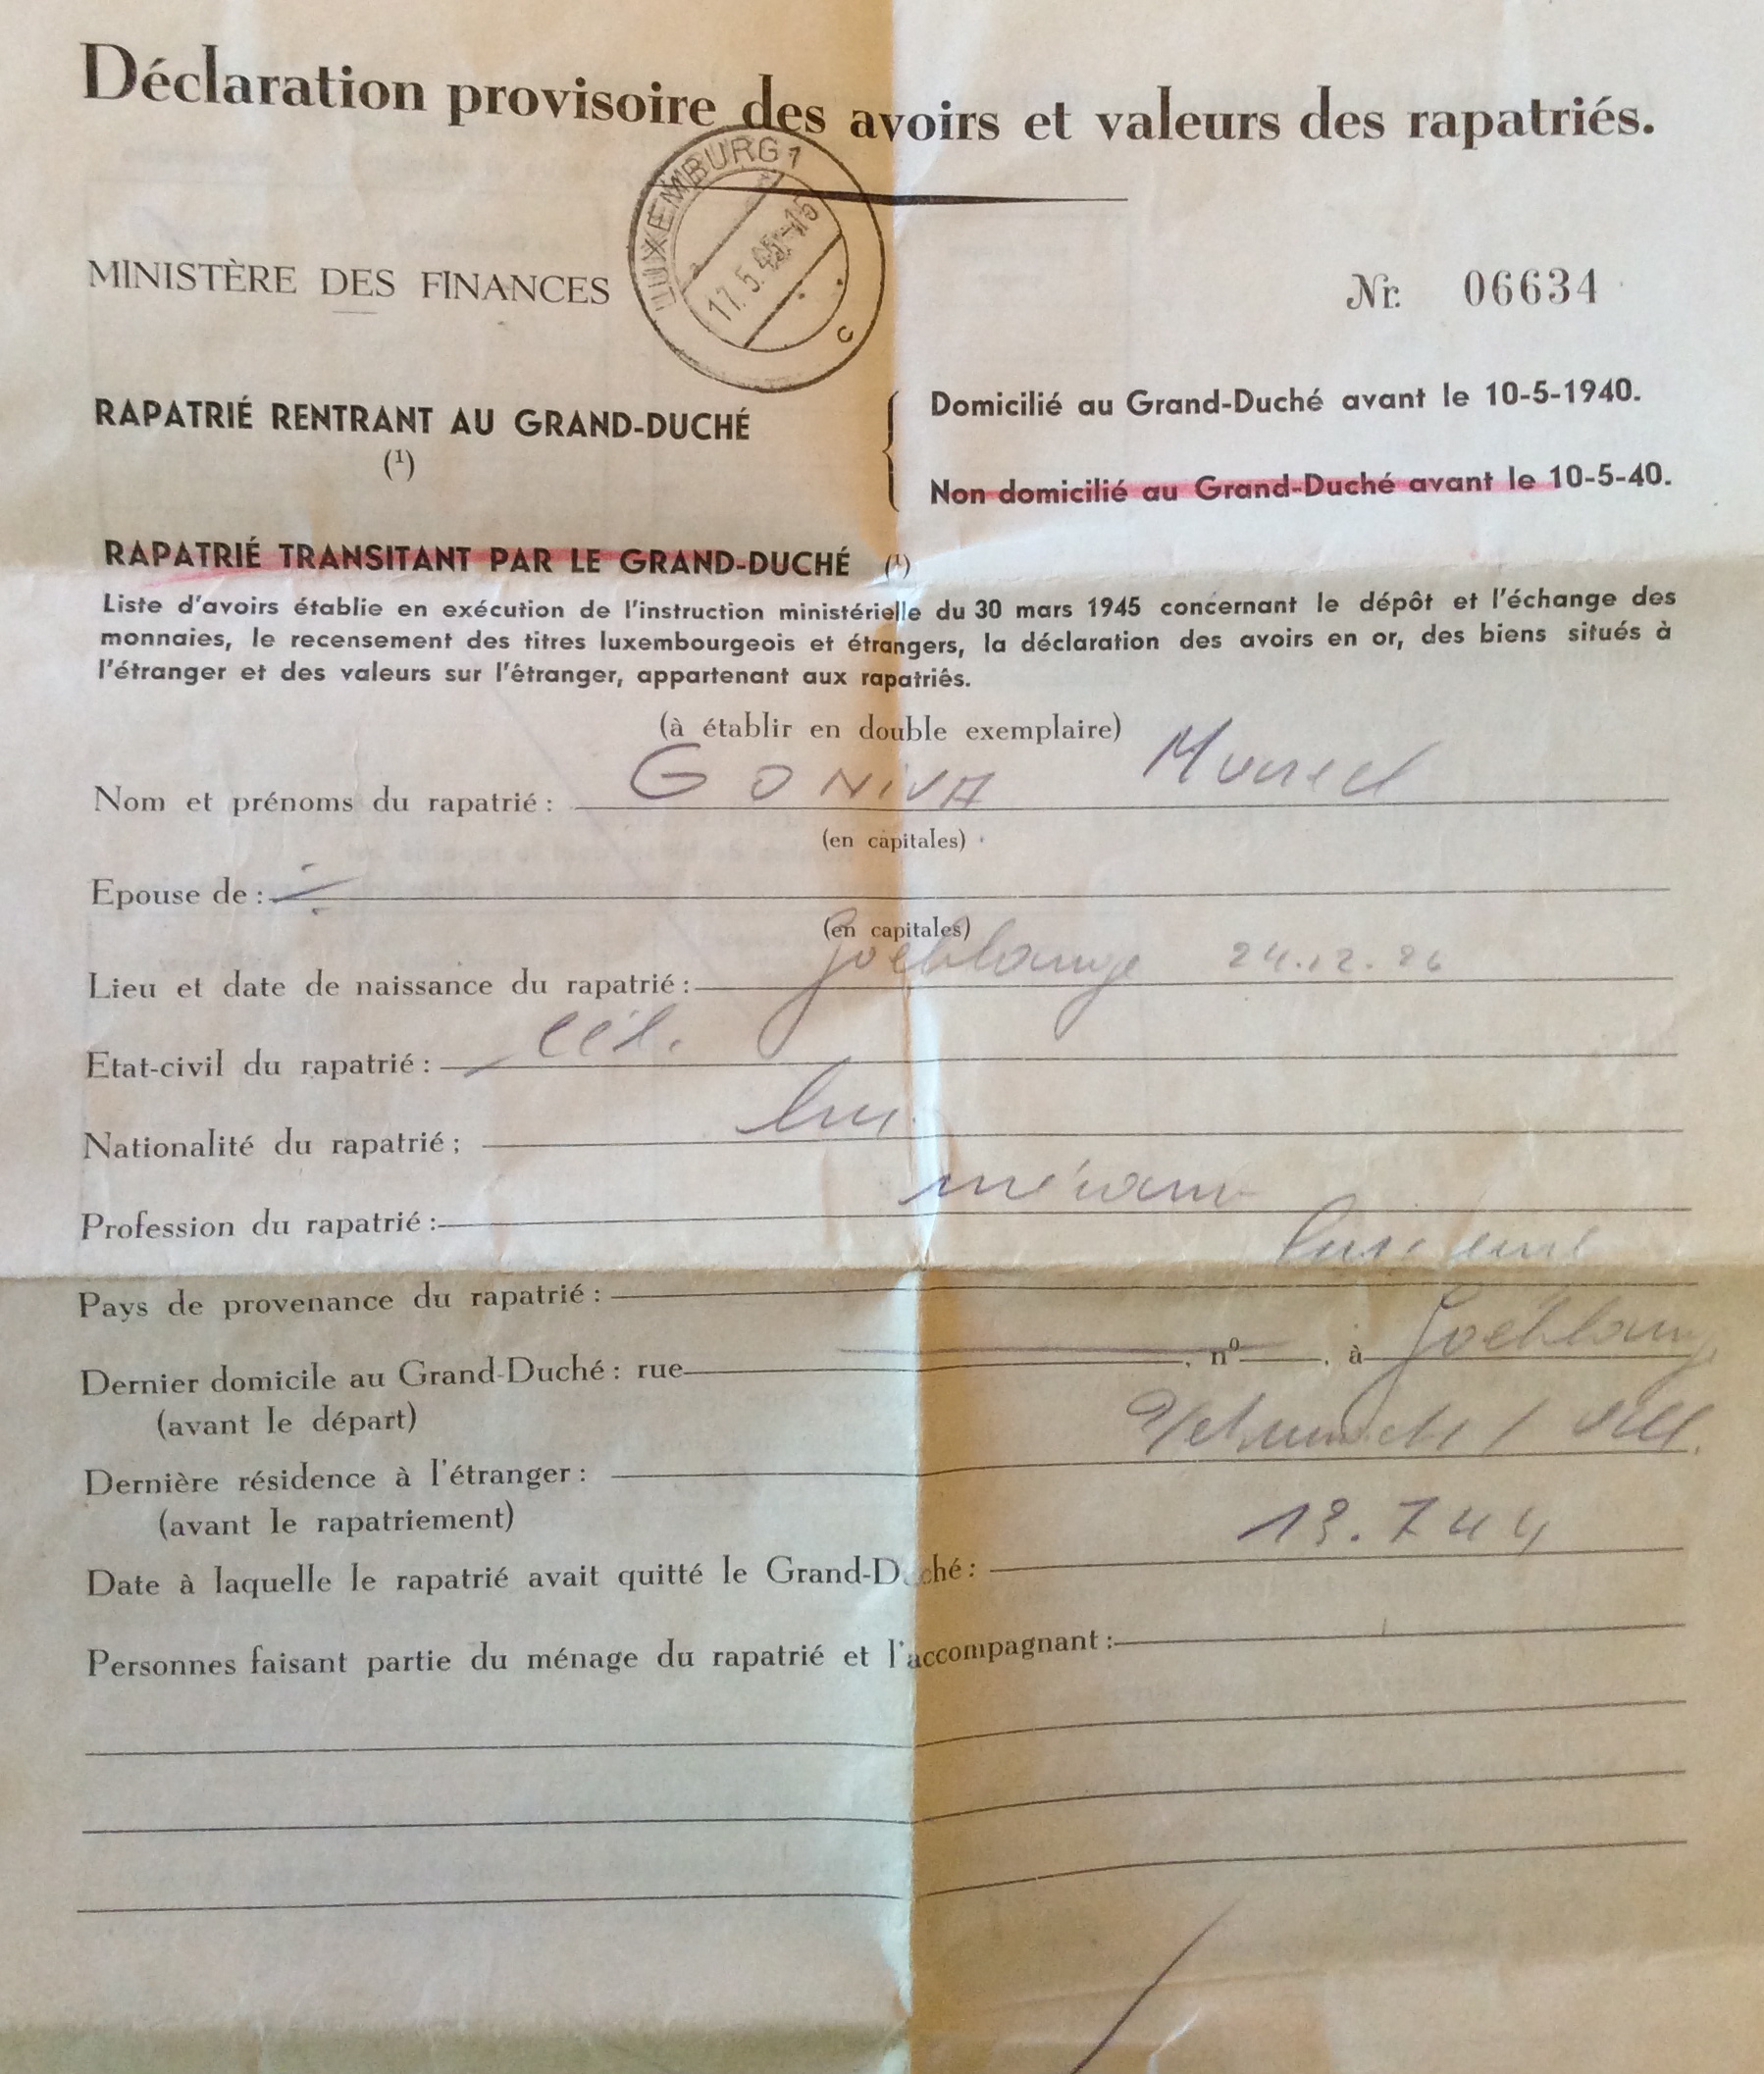 Déclaration provisoire des avoirs et valeurs des rapatriés.
LUXEMBURG 1
17.5.45-15
c
MINISTÈRE DES FINANCES
Nr. 06634
RAPATRIÉ RENTRANT AU GRAND-DUCHÉ
(1)
Domicilié au Grand-Duché avant le 10-5-1940.
Non domicilié au Grand-Duché avant le 10-5-40.
RAPATRIÉ TRANSITANT PAR LE GRAND-DUCHÉ (1)
Liste d'avoirs établie en exécution de l'instruction ministérielle du 30 mars 1945 concernant le dépôt et l'échange des
monnaies, le recensement des titres luxembourgeois et étrangers, la déclaration des avoirs en or, des biens situés à
l'étranger et des valeurs sur l'étranger, appartenant aux rapatriés.
(à établir en double exemplaire)
Nom et prénoms du rapatrié : GONIVA
(en capitales)
Epouse de :
(en capitales)
Lieu et date de naissance du rapatrié : Goeblange 24.12.26
Etat-civil du rapatrié : cél.
Nationalité du rapatrié : lux.
Profession du rapatrié :
Pays de provenance du rapatrié :
Dernier domicile au Grand-Duché : rue , nº , à Goeblange
(avant le départ)
Dernière résidence à l'étranger :
(avant le rapatriement)
Date à laquelle le rapatrié avait quitté le Grand-Duché : 13.7 44
Personnes faisant partie du ménage du rapatrié et l'accompagnant :